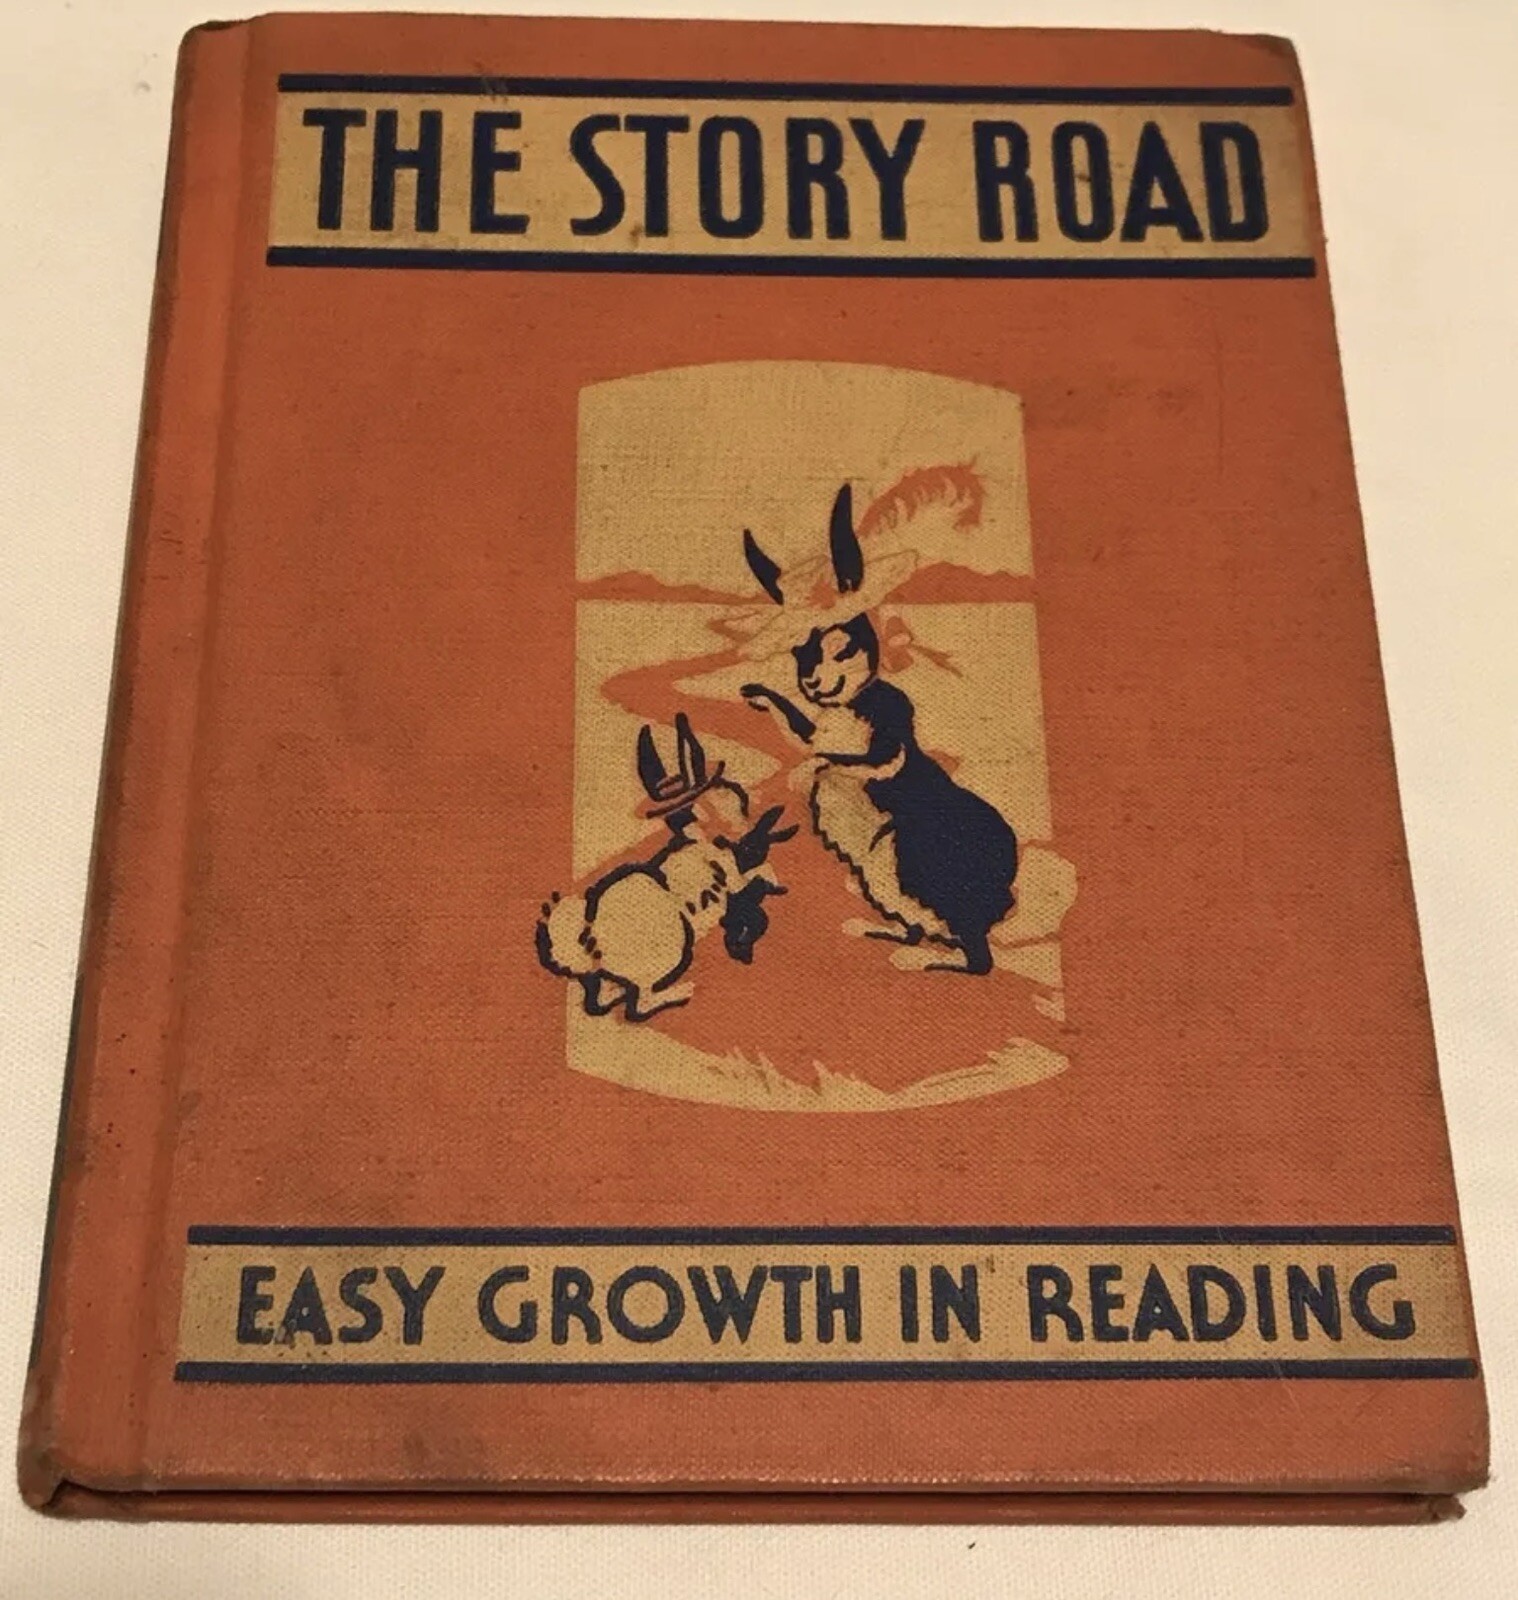 THE STORY ROAD
EASY GROWTH IN READING